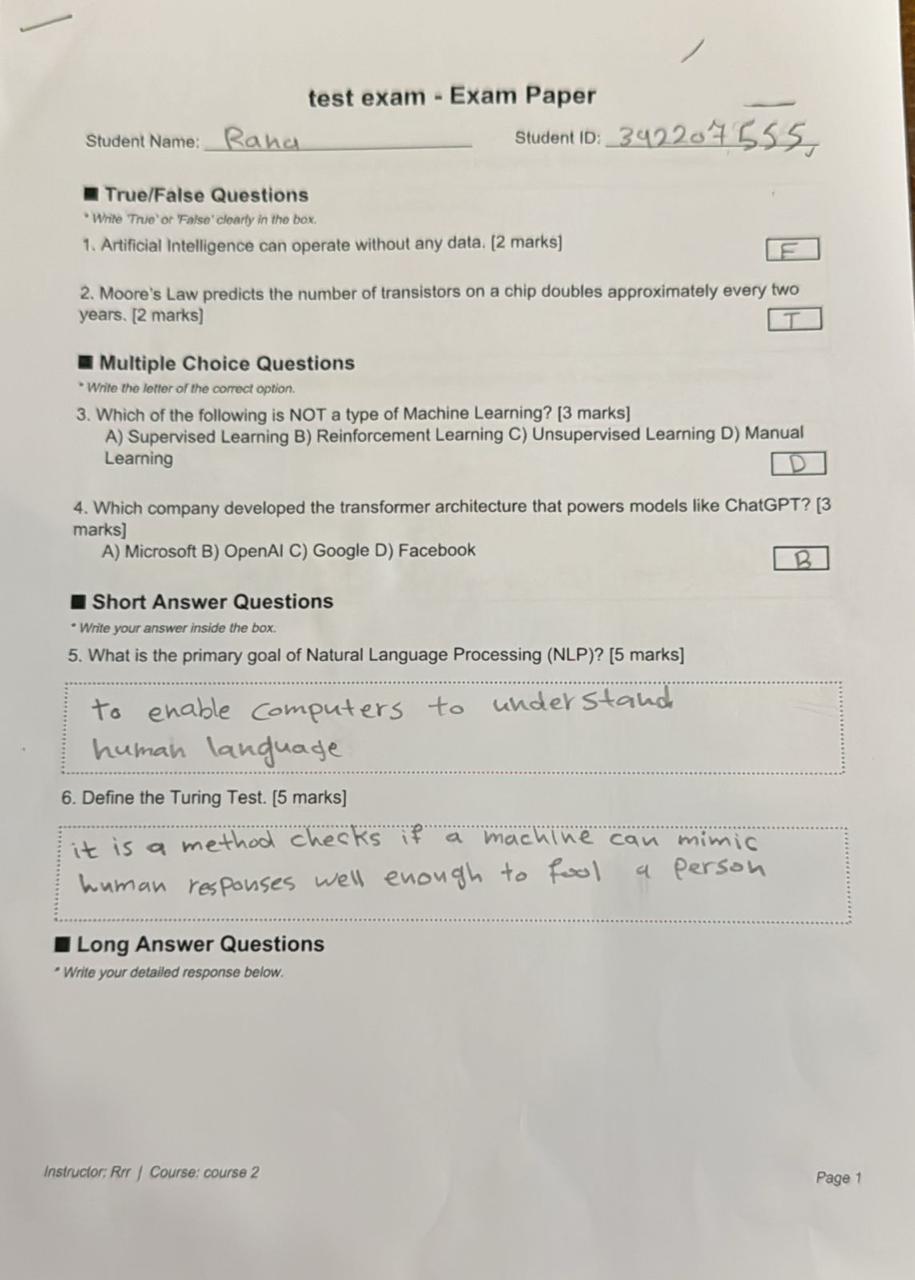 test exam - Exam Paper
Student Name: Rana Student ID: 392207555
■ True/False Questions
* Write 'True' or 'False' clearly in the box.
1. Artificial Intelligence can operate without any data. [2 marks]
F
2. Moore's Law predicts the number of transistors on a chip doubles approximately every two
years. [2 marks]
T
■ Multiple Choice Questions
* Write the letter of the correct option.
3. Which of the following is NOT a type of Machine Learning? [3 marks]
A) Supervised Learning B) Reinforcement Learning C) Unsupervised Learning D) Manual
Learning
D
4. Which company developed the transformer architecture that powers models like ChatGPT? [3
marks]
A) Microsoft B) OpenAI C) Google D) Facebook
B
■ Short Answer Questions
* Write your answer inside the box.
5. What is the primary goal of Natural Language Processing (NLP)? [5 marks]
to enable computers to understand
human language
6. Define the Turing Test. [5 marks]
it is a method checks if a machine can mimic
human responses well enough to fool a person
■ Long Answer Questions
* Write your detailed response below.
Instructor: Rrr | Course: course 2
Page 1